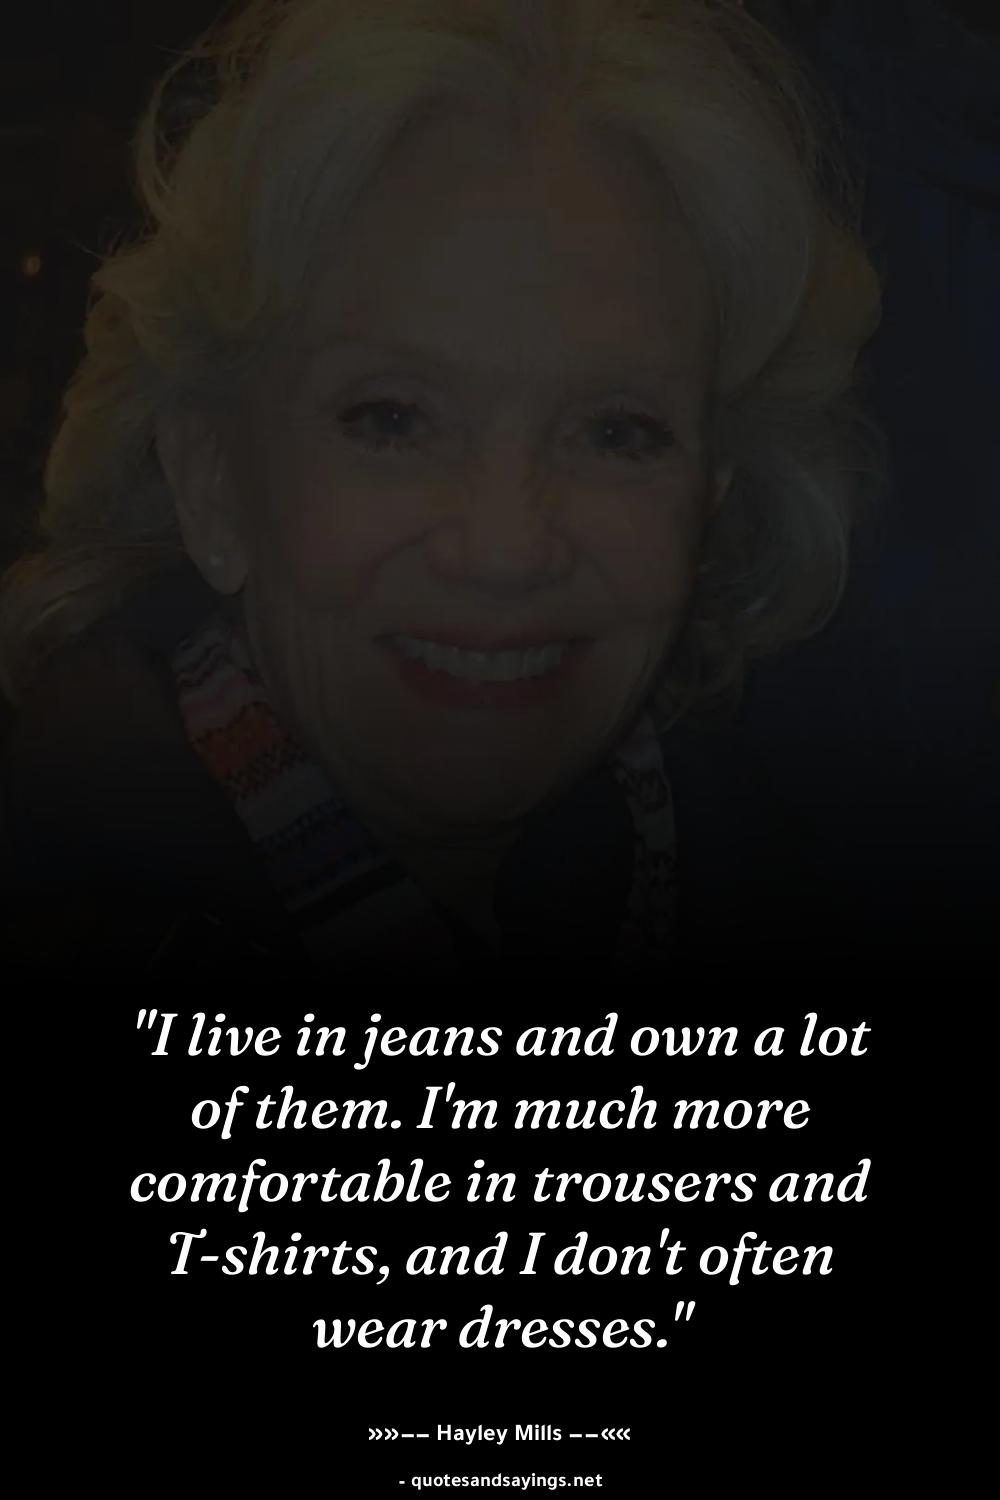 "I live in jeans and own a lot
of them. I'm much more
comfortable in trousers and
T-shirts, and I don't often
wear dresses."
»»–– Hayley Mills ––««
- quotesandsayings.net